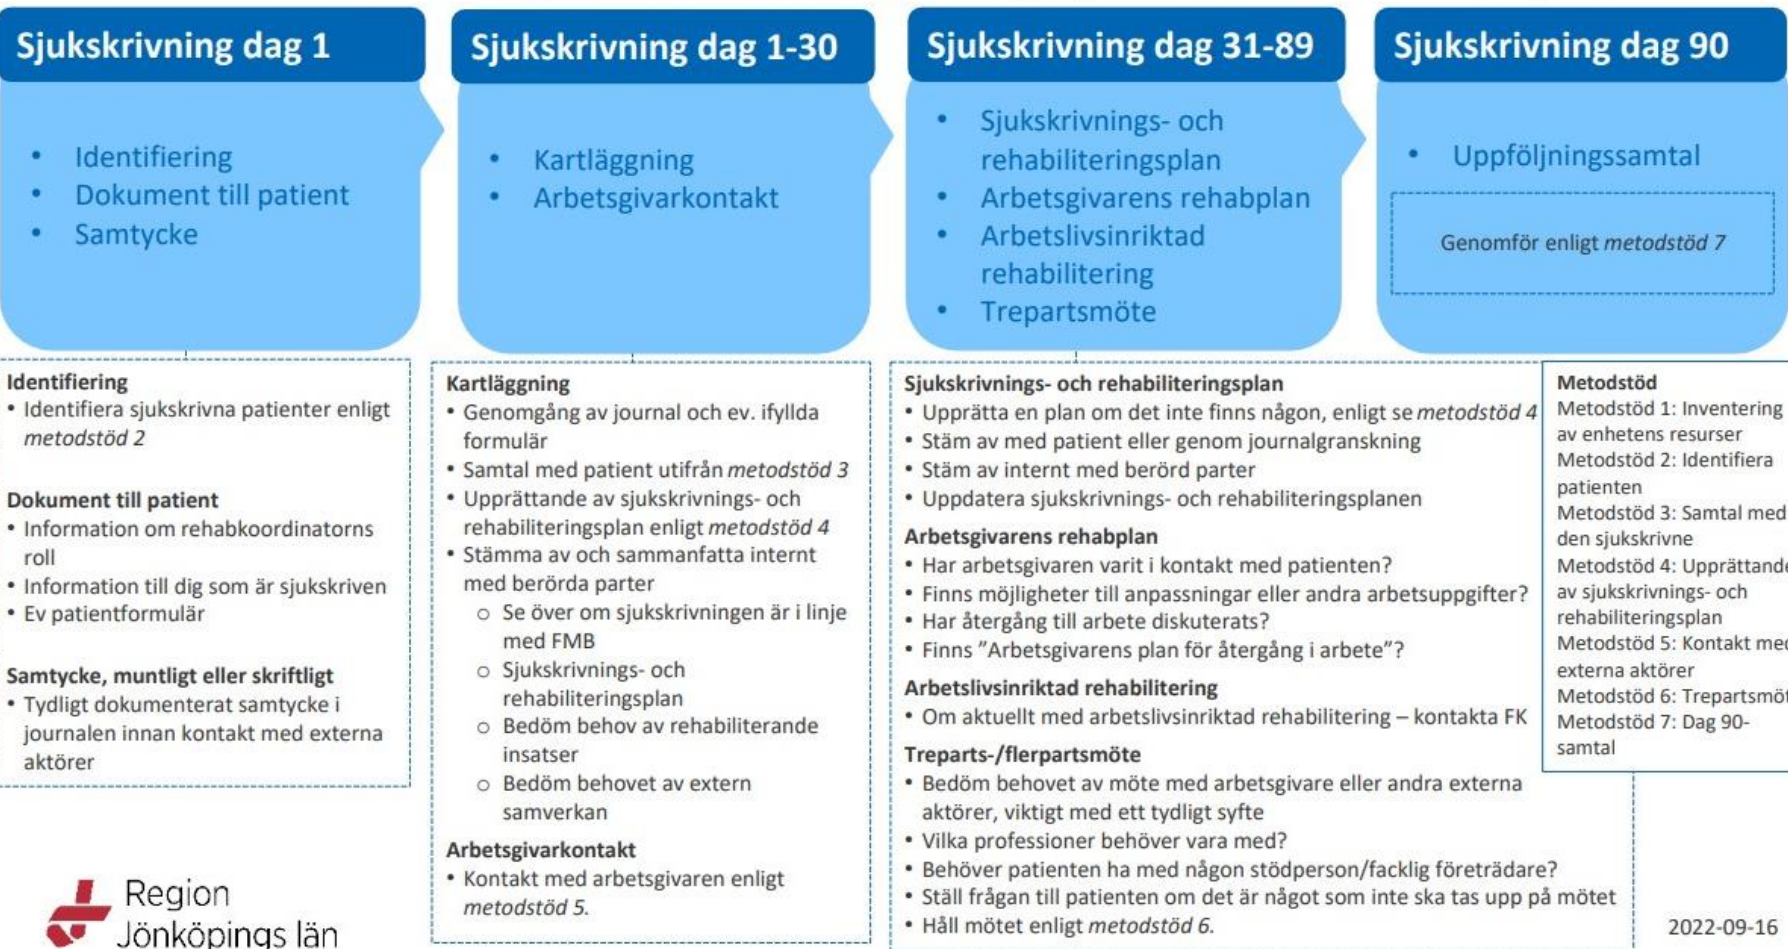 Sjukskrivning dag 1
• Identifiering
• Dokument till patient
• Samtycke
Sjukskrivning dag 1-30
• Kartläggning
• Arbetsgivarkontakt
Sjukskrivning dag 31-89
• Sjukskrivnings- och
rehabiliteringsplan
• Arbetsgivarens rehabplan
• Arbetslivsinriktad
rehabilitering
• Trepartsmöte
Sjukskrivning dag 90
• Uppföljningssamtal
Genomför enligt metodstöd 7
Identifiering
• Identifiera sjukskrivna patienter enligt
metodstöd 2
Dokument till patient
• Information om rehabkoordinatorns
roll
• Information till dig som är sjukskriven
• Ev patientformulär
Samtycke, muntligt eller skriftligt
• Tydligt dokumenterat samtycke i
journalen innan kontakt med externa
aktörer
Kartläggning
• Genomgång av journal och ev. ifyllda
formulär
• Samtal med patient utifrån metodstöd 3
• Upprättande av sjukskrivnings- och
rehabiliteringsplan enligt metodstöd 4
• Stämma av och sammanfatta internt
med berörda parter
○ Se över om sjukskrivningen är i linje
med FMB
○ Sjukskrivnings- och
rehabiliteringsplan
○ Bedöm behov av rehabiliterande
insatser
○ Bedöm behovet av extern
samverkan
Arbetsgivarkontakt
• Kontakt med arbetsgivaren enligt
metodstöd 5.
Sjukskrivnings- och rehabiliteringsplan
• Upprätta en plan om det inte finns någon, enligt se metodstöd 4
• Stäm av med patient eller genom journalgranskning
• Stäm av internt med berörd parter
• Uppdatera sjukskrivnings- och rehabiliteringsplanen
Arbetsgivarens rehabplan
• Har arbetsgivaren varit i kontakt med patienten?
• Finns möjligheter till anpassningar eller andra arbetsuppgifter?
• Har återgång till arbete diskuterats?
• Finns ”Arbetsgivarens plan för återgång i arbete”?
Arbetslivsinriktad rehabilitering
• Om aktuellt med arbetslivsinriktad rehabilitering – kontakta FK
Treparts-/flerpartsmöte
• Bedöm behovet av möte med arbetsgivare eller andra externa
aktörer, viktigt med ett tydligt syfte
• Vilka professioner behöver vara med?
• Behöver patienten ha med någon stödperson/facklig företrädare?
• Ställ frågan till patienten om det är något som inte ska tas upp på mötet
• Håll mötet enligt metodstöd 6.
Metodstöd
Metodstöd 1: Inventering
av enhetens resurser
Metodstöd 2: Identifiera
patienten
Metodstöd 3: Samtal med
den sjukskrivne
Metodstöd 4: Upprättande
av sjukskrivnings- och
rehabiliteringsplan
Metodstöd 5: Kontakt med
externa aktörer
Metodstöd 6: Trepartsmöt
Metodstöd 7: Dag 90-
samtal
Region
Jönköpings län
2022-09-16